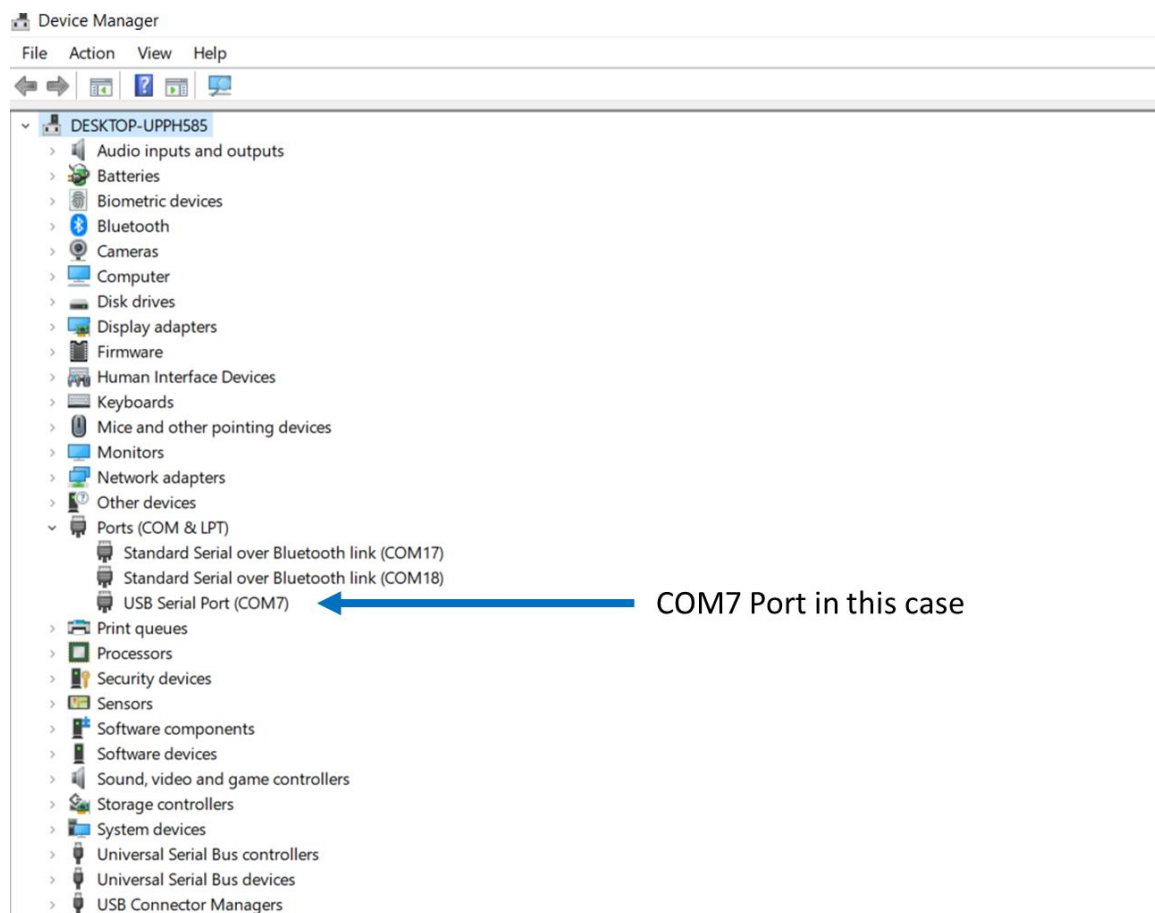 Device Manager
File Action View Help
DESKTOP-UPPH585
Audio inputs and outputs
Batteries
Biometric devices
Bluetooth
Cameras
Computer
Disk drives
Display adapters
Firmware
Human Interface Devices
Keyboards
Mice and other pointing devices
Monitors
Network adapters
Other devices
Ports (COM & LPT)
Standard Serial over Bluetooth link (COM17)
Standard Serial over Bluetooth link (COM18)
USB Serial Port (COM7) COM7 Port in this case
Print queues
Processors
Security devices
Sensors
Software components
Software devices
Sound, video and game controllers
Storage controllers
System devices
Universal Serial Bus controllers
Universal Serial Bus devices
USB Connector Managers